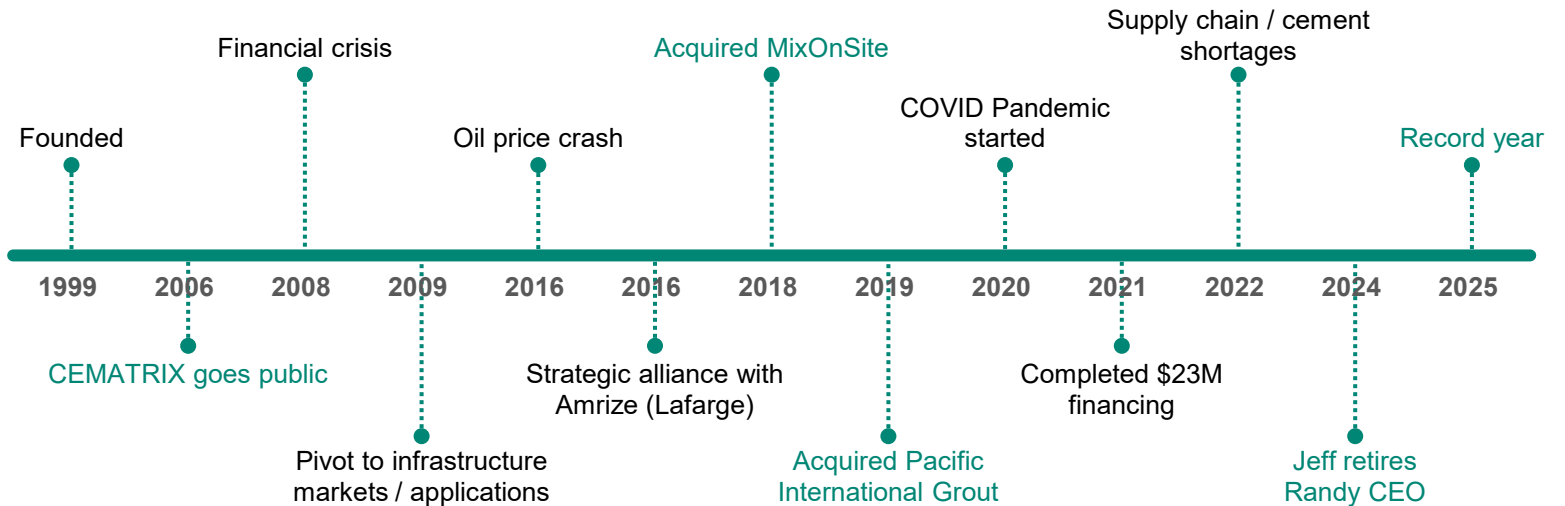 Supply chain / cement
shortages
Financial crisis
Acquired MixOnSite
COVID Pandemic
started
Founded
Oil price crash
Record year
1999 2006 2008 2009 2016 2016 2018 2019 2020 2021 2022 2024 2025
CEMATRIX goes public
Strategic alliance with
Amrize (Lafarge)
Completed $23M
financing
Pivot to infrastructure
markets / applications
Acquired Pacific
International Grout
Jeff retires
Randy CEO